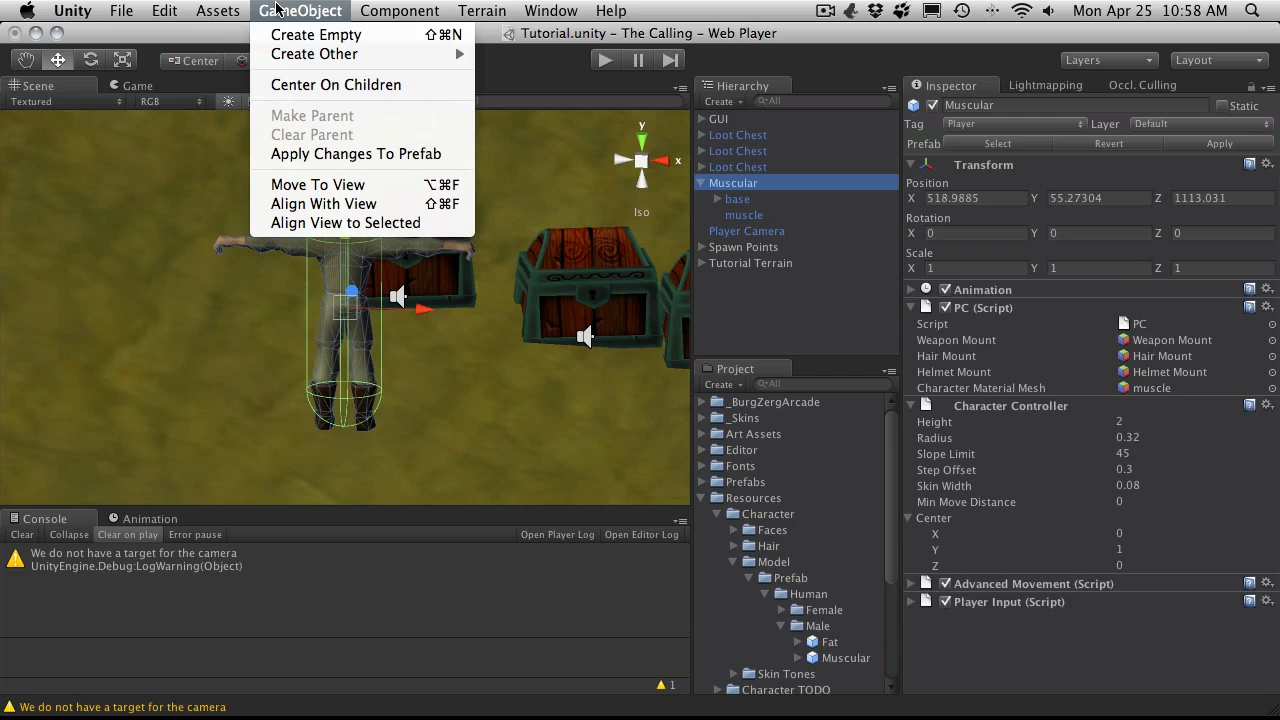 Unity File Edit Assets GameObject Component Terrain Window Help Mon Apr 25 10:58 AM
Tutorial.unity - The Calling - Web Player
Create Empty ⇧⌘N
Create Other
Center On Children
Make Parent
Clear Parent
Apply Changes To Prefab
Move To View ⌥⌘F
Align With View ⇧⌘F
Align View to Selected
Center
Layers
Layout
Scene
Game
Textured
RGB
y
x
Iso
Hierarchy
Create
All
GUI
Loot Chest
Loot Chest
Loot Chest
Muscular
base
muscle
Player Camera
Spawn Points
Tutorial Terrain
Project
Create
All
_BurgZergArcade
_Skins
Art Assets
Editor
Fonts
Prefabs
Resources
Character
Faces
Hair
Model
Prefab
Human
Female
Male
Fat
Muscular
Skin Tones
Character TODO
Inspector
Lightmapping
Occl. Culling
Muscular
Static
Tag Player Layer Default
Prefab Select Revert Apply
Transform
Position
X 518.9885 Y 55.27304 Z 1113.031
Rotation
X 0 Y 0 Z 0
Scale
X 1 Y 1 Z 1
Animation
PC (Script)
Script PC
Weapon Mount Weapon Mount
Hair Mount Hair Mount
Helmet Mount Helmet Mount
Character Material Mesh muscle
Character Controller
Height 2
Radius 0.32
Slope Limit 45
Step Offset 0.3
Skin Width 0.08
Min Move Distance 0
Center
X 0
Y 1
Z 0
Advanced Movement (Script)
Player Input (Script)
Console
Animation
Clear Collapse Clear on play Error pause Open Player Log Open Editor Log
We do not have a target for the camera
UnityEngine.Debug:LogWarning(Object)
1
We do not have a target for the camera